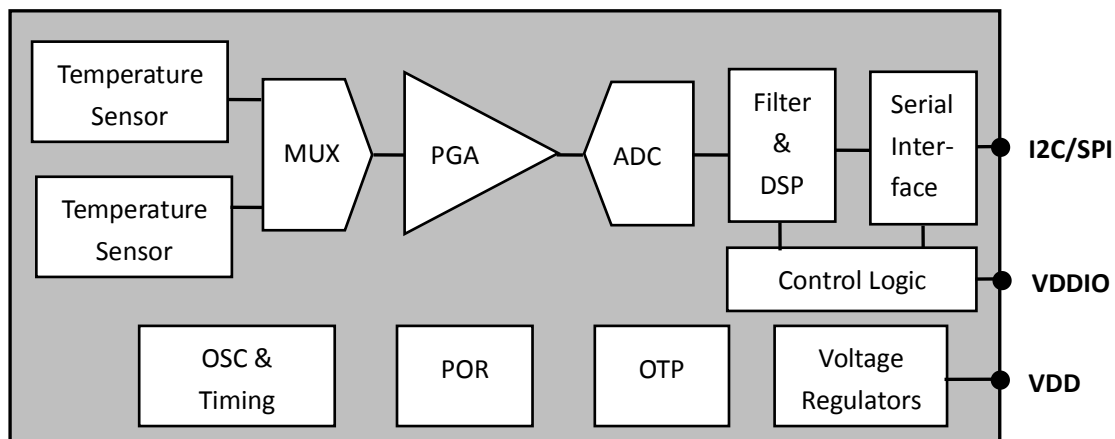 Temperature
Sensor
Temperature
Sensor
MUX
PGA
ADC
Filter
&
DSP
Serial
Inter-
face
I2C/SPI
Control Logic
VDDIO
OSC &
Timing
POR
OTP
Voltage
Regulators
VDD